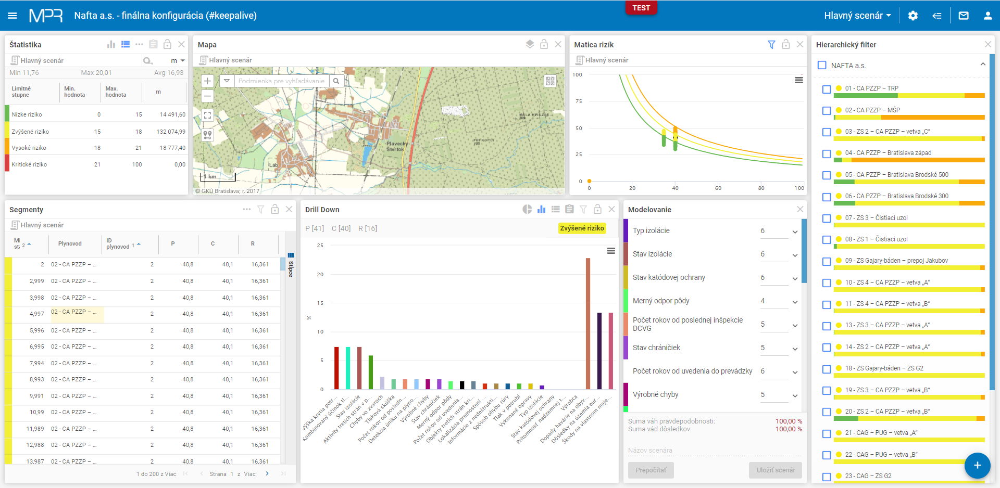 MPR
Nafta a.s. - finálna konfigurácia (#keepalive)
TEST
Hlavný scenár
Štatistika
Hlavný scenár
m
Min 11,76
Max 20,01
Avg 16,93
Limitné stupne
Min. hodnota
Max. hodnota
m
Nízke riziko 0 15 14 491,60
Zvýšené riziko 15 18 132 074,99
Vysoké riziko 18 21 18 777,40
Kritické riziko 21 100 0,00
Mapa
Hlavný scenár
Podmienka pre vyhľadávanie
Plavecký
Štvrtok
Láb
1 km
© GKÚ Bratislava; r. 2017
Matica rizík
Hlavný scenár
100
75
50
25
0
0 20 40 60 80 100
Hierarchický filter
NAFTA a.s.
01 - CA PZZP – TRP
02 - CA PZZP – MŠP
03 - ZS 2 – CA PZZP – vetva „C“
04 - CA PZZP – Bratislava západ
05 - CA PZZP – Bratislava Brodské 500
06 - CA PZZP – Bratislava Brodské 300
07 - ZS 3 – Čistiaci uzol
08 - ZS 1 – Čistiaci uzol
09 - ZS Gajary-báden – prepoj Jakubov
10 - ZS 4 – CA PZZP – vetva „A“
11 - ZS 4 – CA PZZP – vetva „B“
13 - ZS 3 – CA PZZP – vetva „A“
14 - ZS 2 – CA PZZP – vetva „A“
18 - ZS Gajary-báden – ZS G2
19 - ZS 3 – CA PZZP – vetva „B“
20 - ZS 2 – CA PZZP – vetva „B“
21 - CAG – PUG – vetva „A“
22 - CAG – PUG – vetva „B“
23 - CAG – ZS G2
Segmenty
Hlavný scenár
2
Plynovod
ID plynovod 1
P
C
R
2 02 - CA PZZP – ... 2 40,8 40,1 16,361
2,999 02 - CA PZZP – ... 2 40,8 40,1 16,361
3,998 02 - CA PZZP – ... 2 40,8 40,1 16,361
4,997 02 - CA PZZP – ... 2 40,8 40,1 16,361
5,996 02 - CA PZZP – ... 2 40,8 40,1 16,361
6,995 02 - CA PZZP – ... 2 40,8 40,1 16,361
7,994 02 - CA PZZP – ... 2 40,8 40,1 16,361
8,993 02 - CA PZZP – ... 2 40,8 40,1 16,361
9,991 02 - CA PZZP – ... 2 40,8 40,1 16,361
10,99 02 - CA PZZP – ... 2 40,8 40,1 16,361
11,989 02 - CA PZZP – ... 2 40,8 40,1 16,361
12,988 02 - CA PZZP – ... 2 40,8 40,1 16,361
13,987 02 - CA PZZP – ... 2 40,8 40,1 16,361
Stĺpce
1 do 200 z Viac
Strana 1 z Viac
Drill Down
P [41] C [40] R [16]
Zvýšené riziko
25
20
15
10
5
0
%
Výška krytia potr...
Kombinovaný účinok tl...
Stav izolácie
Aktivity tretích strán v p...
Chyby vo zvaroch
Tlaková skúška
Počet rokov od posledn...
Detekcia úniku na plyno...
Výrobné chyby
Stav chráničiek
Merný odpor pôdy
Počet rokov od uvedenia...
Objekty tretích strán krí...
Lokalizácia premostení ...
Informácie z nedeštruktí...
Spôsob ohybu rúry
Tlak v potrubí
Vykonané opravy
Typ izolácie
Stav katódovej ochrany
Prítomnosť nadzemnej t...
Výrobca
Dopady havárie na obyv...
Dôsledky na územia eur...
Škody na vlastnom maje...
Modelovanie
Typ izolácie 6
Stav izolácie 6
Stav katódovej ochrany 6
Merný odpor pôdy 4
Počet rokov od poslednej inšpekcie DCVG 5
Stav chráničiek 5
Počet rokov od uvedenia do prevádzky 6
Výrobné chyby 5
Suma váh pravdepodobnosti: 100,00 %
Suma vád dôsledkov: 100,00 %
Názov scenára
Prepočítať
Uložiť scenár